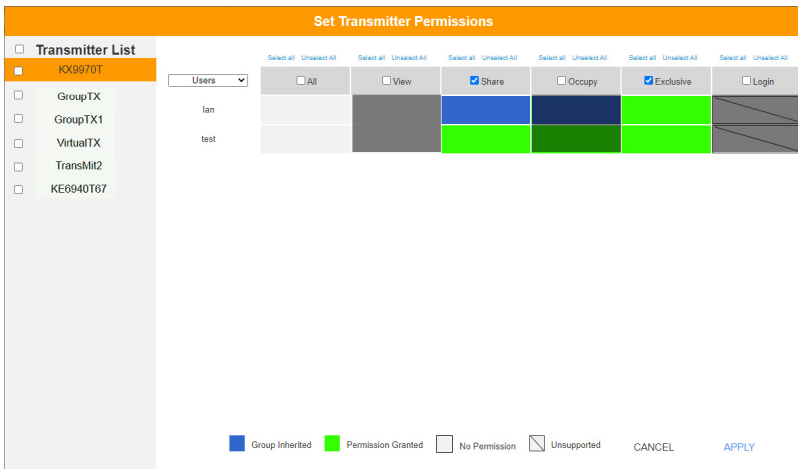 Set Transmitter Permissions
Transmitter List
KX9970T
GroupTX
GroupTX1
VirtualTX
TransMit2
KE6940T67
Select all Unselect All Select all Unselect All Select all Unselect All Select all Unselect All Select all Unselect All Select all Unselect All
Users All View Share Occupy Exclusive Login
Ian
test
Group Inherited Permission Granted No Permission Unsupported CANCEL APPLY